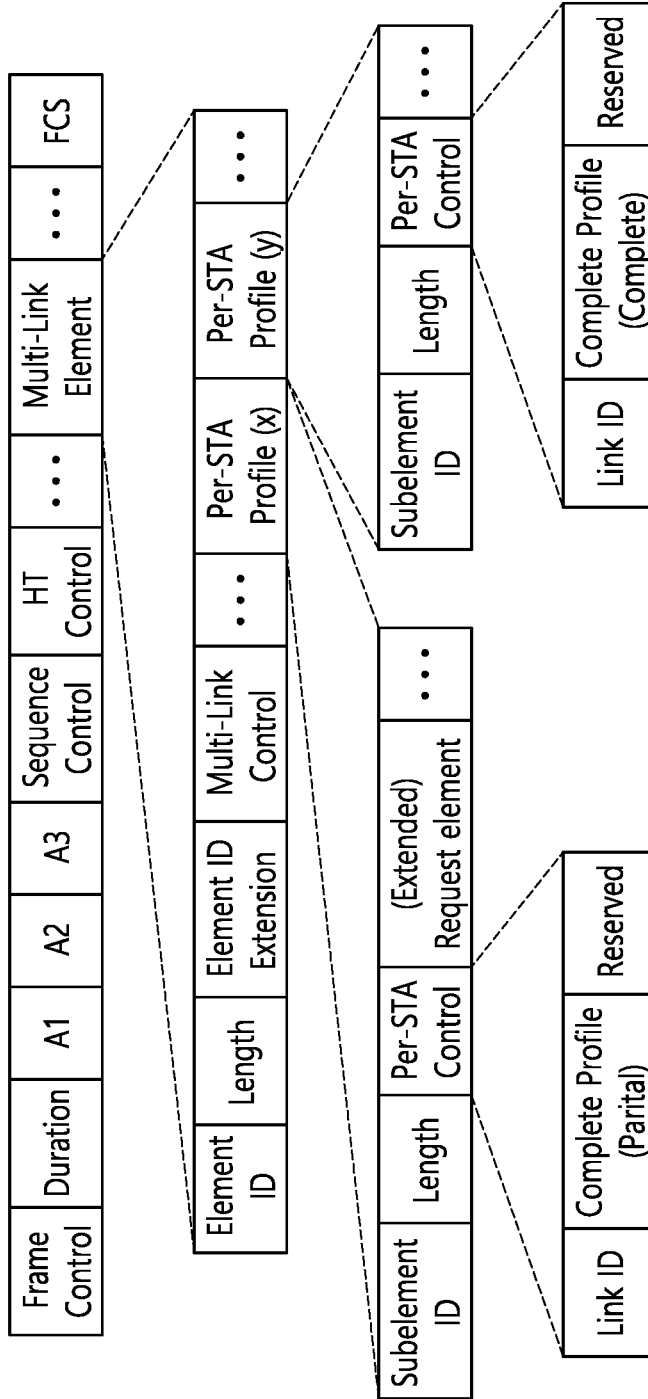 Frame
Control
Duration
A1
A2
A3
Sequence
Control
HT
Control
•••
Multi-Link
Element
•••
FCS
Element
ID
Length
Element ID
Extension
Multi-Link
Control
•••
Per-STA
Profile (x)
Per-STA
Profile (y)
•••
Subelement
ID
Length
Per-STA
Control
(Extended)
Request element
•••
Subelement
ID
Length
Per-STA
Control
•••
Link ID
Complete Profile
(Parital)
Reserved
Link ID
Complete Profile
(Complete)
Reserved